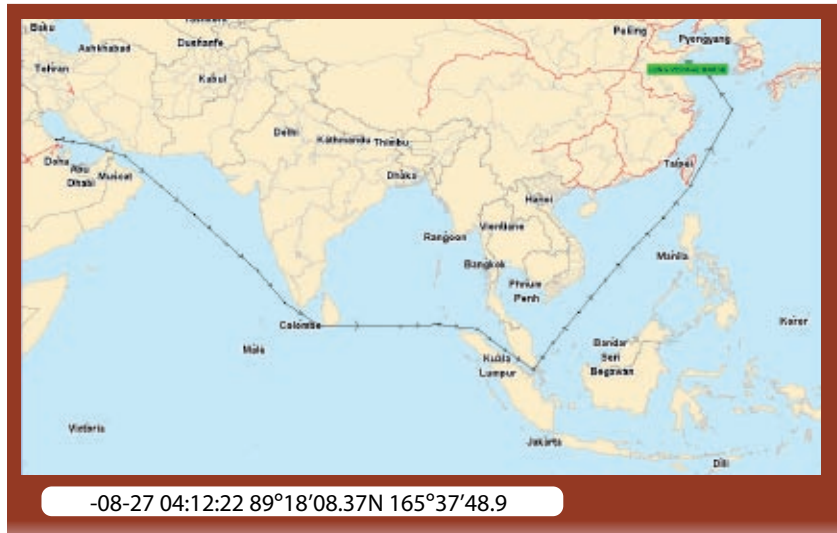 Baku
Ashkhabad
Dushanfe
Tehran
Kabul
Peking
Pyongyang
Delhi
Kathmandu Thimbu
Dhaka
Doha
Abu
Dhabi
Muscat
Taipei
Hanoi
Rangoon
Vientiane
Bangkok
Phnum
Penh
Manila
Colombo
Male
Kuala
Lumpur
Bandar
Seri
Begawan
Koror
Victoria
Jakarta
Dili
-08-27 04:12:22 89°18’08.37N 165°37’48.9